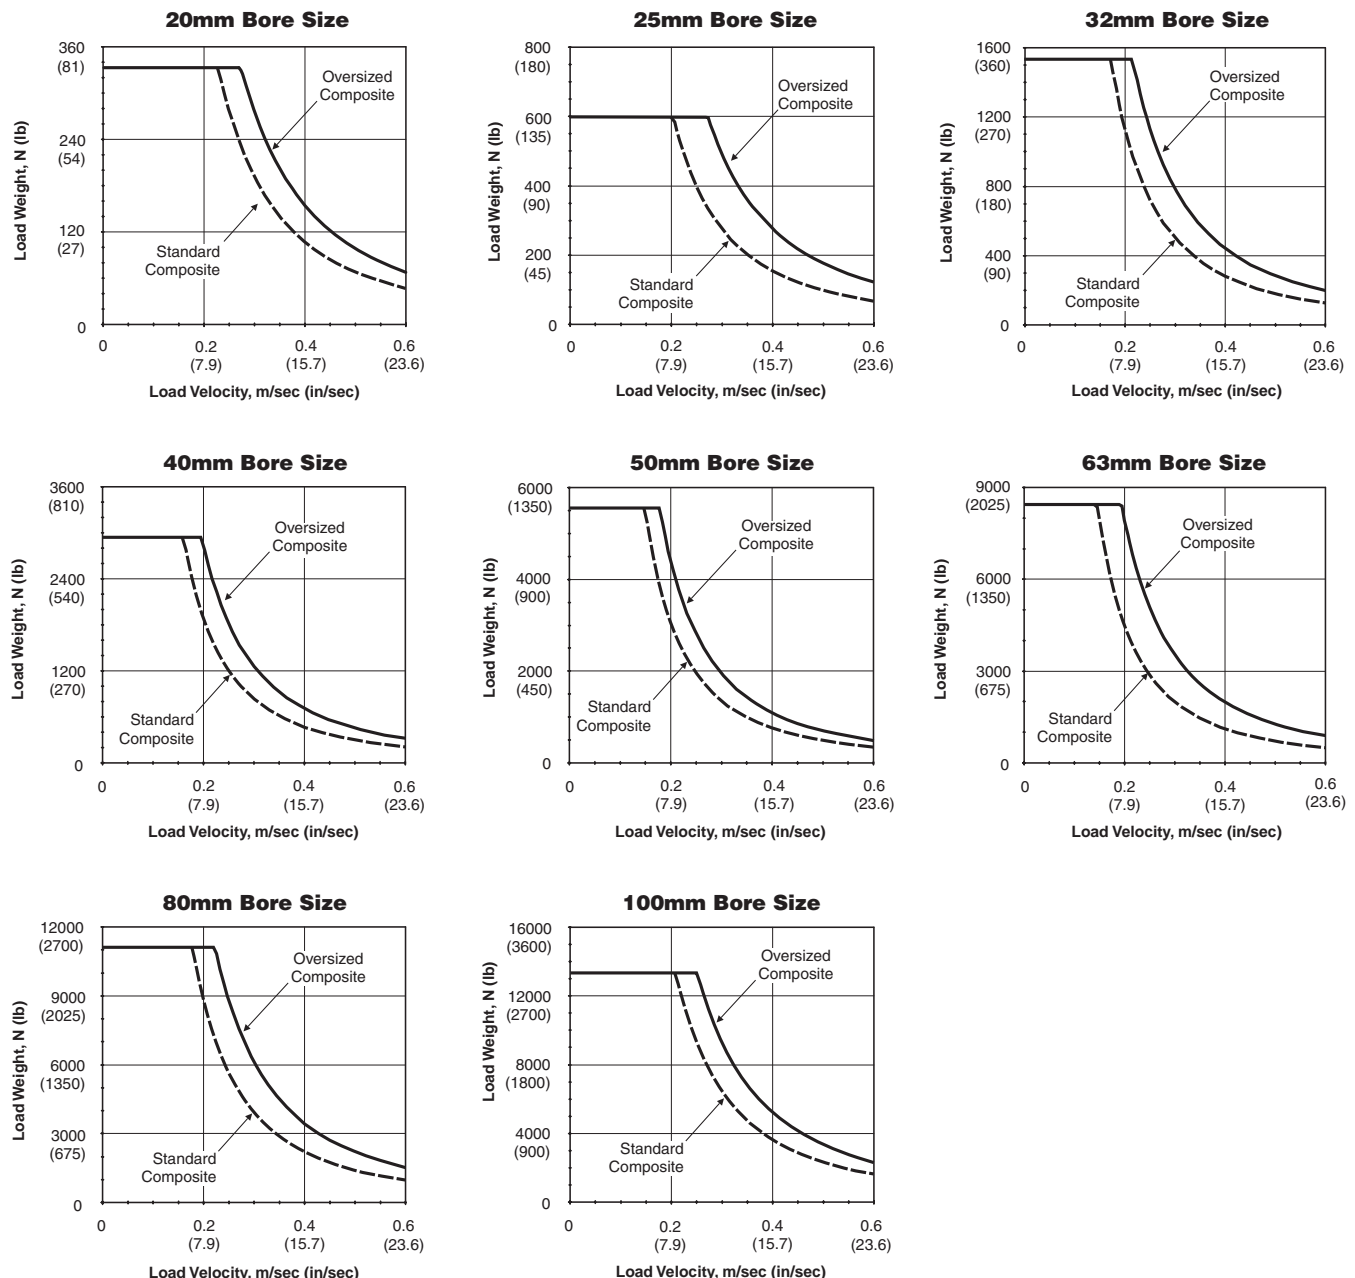 20mm Bore Size
360
(81)
240
(54)
120
(27)
0
Load Weight, N (lb)
Oversized
Composite
Standard
Composite
0
0.2
(7.9)
0.4
(15.7)
0.6
(23.6)
Load Velocity, m/sec (in/sec)
25mm Bore Size
800
(180)
600
(135)
400
(90)
200
(45)
0
Load Weight, N (lb)
Oversized
Composite
Standard
Composite
0
0.2
(7.9)
0.4
(15.7)
0.6
(23.6)
Load Velocity, m/sec (in/sec)
32mm Bore Size
1600
(360)
1200
(270)
800
(180)
400
(90)
0
Load Weight, N (lb)
Oversized
Composite
Standard
Composite
0
0.2
(7.9)
0.4
(15.7)
0.6
(23.6)
Load Velocity, m/sec (in/sec)
40mm Bore Size
3600
(810)
2400
(540)
1200
(270)
0
Load Weight, N (lb)
Oversized
Composite
Standard
Composite
0
0.2
(7.9)
0.4
(15.7)
0.6
(23.6)
Load Velocity, m/sec (in/sec)
50mm Bore Size
6000
(1350)
4000
(900)
2000
(450)
0
Load Weight, N (lb)
Oversized
Composite
Standard
Composite
0
0.2
(7.9)
0.4
(15.7)
0.6
(23.6)
Load Velocity, m/sec (in/sec)
63mm Bore Size
9000
(2025)
6000
(1350)
3000
(675)
0
Load Weight, N (lb)
Oversized
Composite
Standard
Composite
0
0.2
(7.9)
0.4
(15.7)
0.6
(23.6)
Load Velocity, m/sec (in/sec)
80mm Bore Size
12000
(2700)
9000
(2025)
6000
(1350)
3000
(675)
0
Load Weight, N (lb)
Oversized
Composite
Standard
Composite
0
0.2
(7.9)
0.4
(15.7)
0.6
(23.6)
Load Velocity, m/sec (in/sec)
100mm Bore Size
16000
(3600)
12000
(2700)
8000
(1800)
4000
(900)
0
Load Weight, N (lb)
Oversized
Composite
Standard
Composite
0
0.2
(7.9)
0.4
(15.7)
0.6
(23.6)
Load Velocity, m/sec (in/sec)